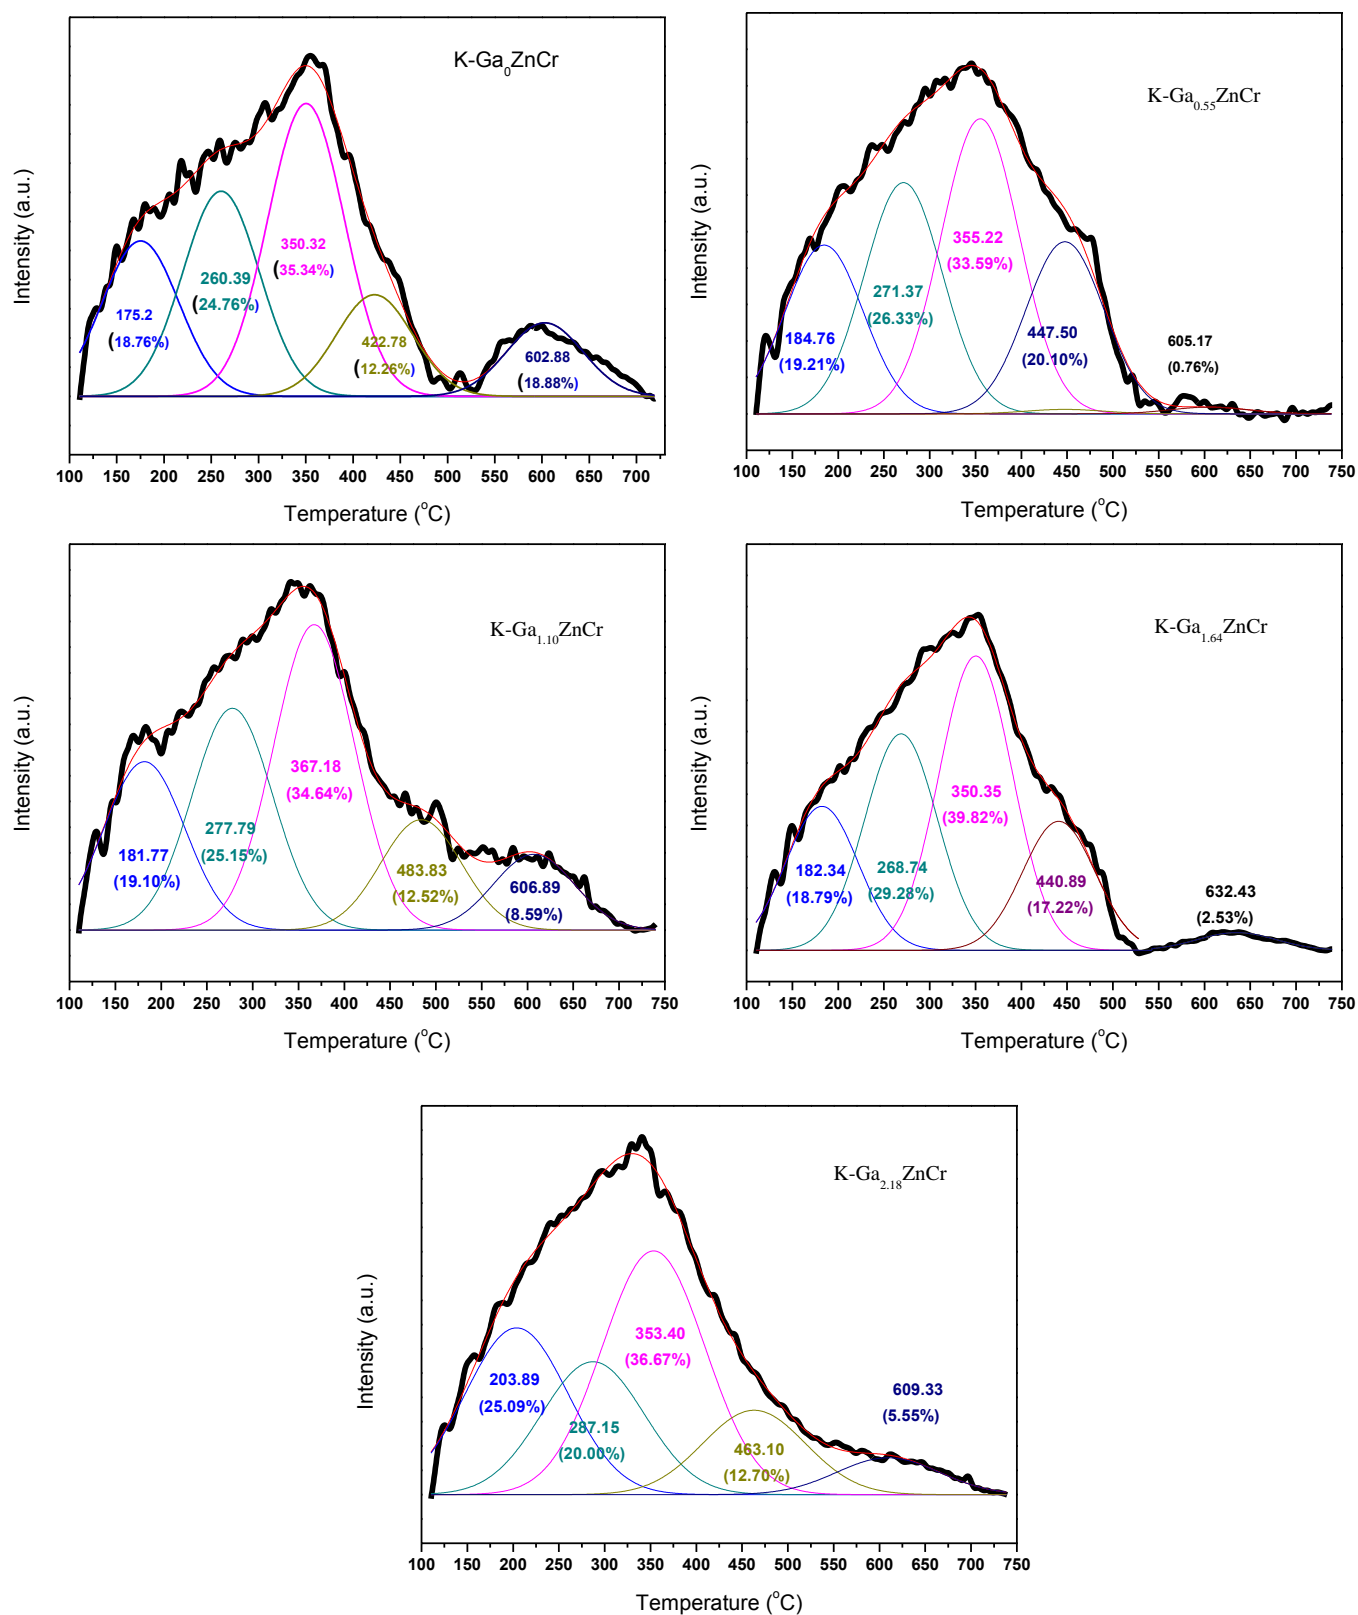 K-Ga0ZnCr
350.32
(35.34%)
260.39
(24.76%)
175.2
(18.76%)
422.78
(12.26%)
602.88
(18.88%)
Intensity (a.u.)
100 150 200 250 300 350 400 450 500 550 600 650 700
Temperature (oC)
K-Ga0.55ZnCr
355.22
(33.59%)
271.37
(26.33%)
184.76
(19.21%)
447.50
(20.10%)
605.17
(0.76%)
Intensity (a.u.)
100 150 200 250 300 350 400 450 500 550 600 650 700 750
Temperature (oC)
K-Ga1.10ZnCr
367.18
(34.64%)
277.79
(25.15%)
181.77
(19.10%)
483.83
(12.52%)
606.89
(8.59%)
Intensity (a.u.)
100 150 200 250 300 350 400 450 500 550 600 650 700 750
Temperature (oC)
K-Ga1.64ZnCr
350.35
(39.82%)
182.34
(18.79%)
268.74
(29.28%)
440.89
(17.22%)
632.43
(2.53%)
Intensity (a.u.)
100 150 200 250 300 350 400 450 500 550 600 650 700 750
Temperature (oC)
K-Ga2.18ZnCr
353.40
(36.67%)
203.89
(25.09%)
287.15
(20.00%)
463.10
(12.70%)
609.33
(5.55%)
Intensity (a.u.)
100 150 200 250 300 350 400 450 500 550 600 650 700 750
Temperature (oC)